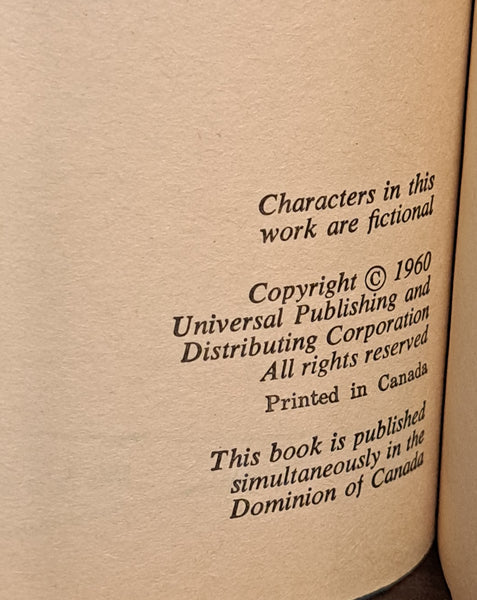 Characters in this
work are fictional
Copyright © 1960
Universal Publishing and
Distributing Corporation
All rights reserved
Printed in Canada
This book is published
simultaneously in the
Dominion of Canada